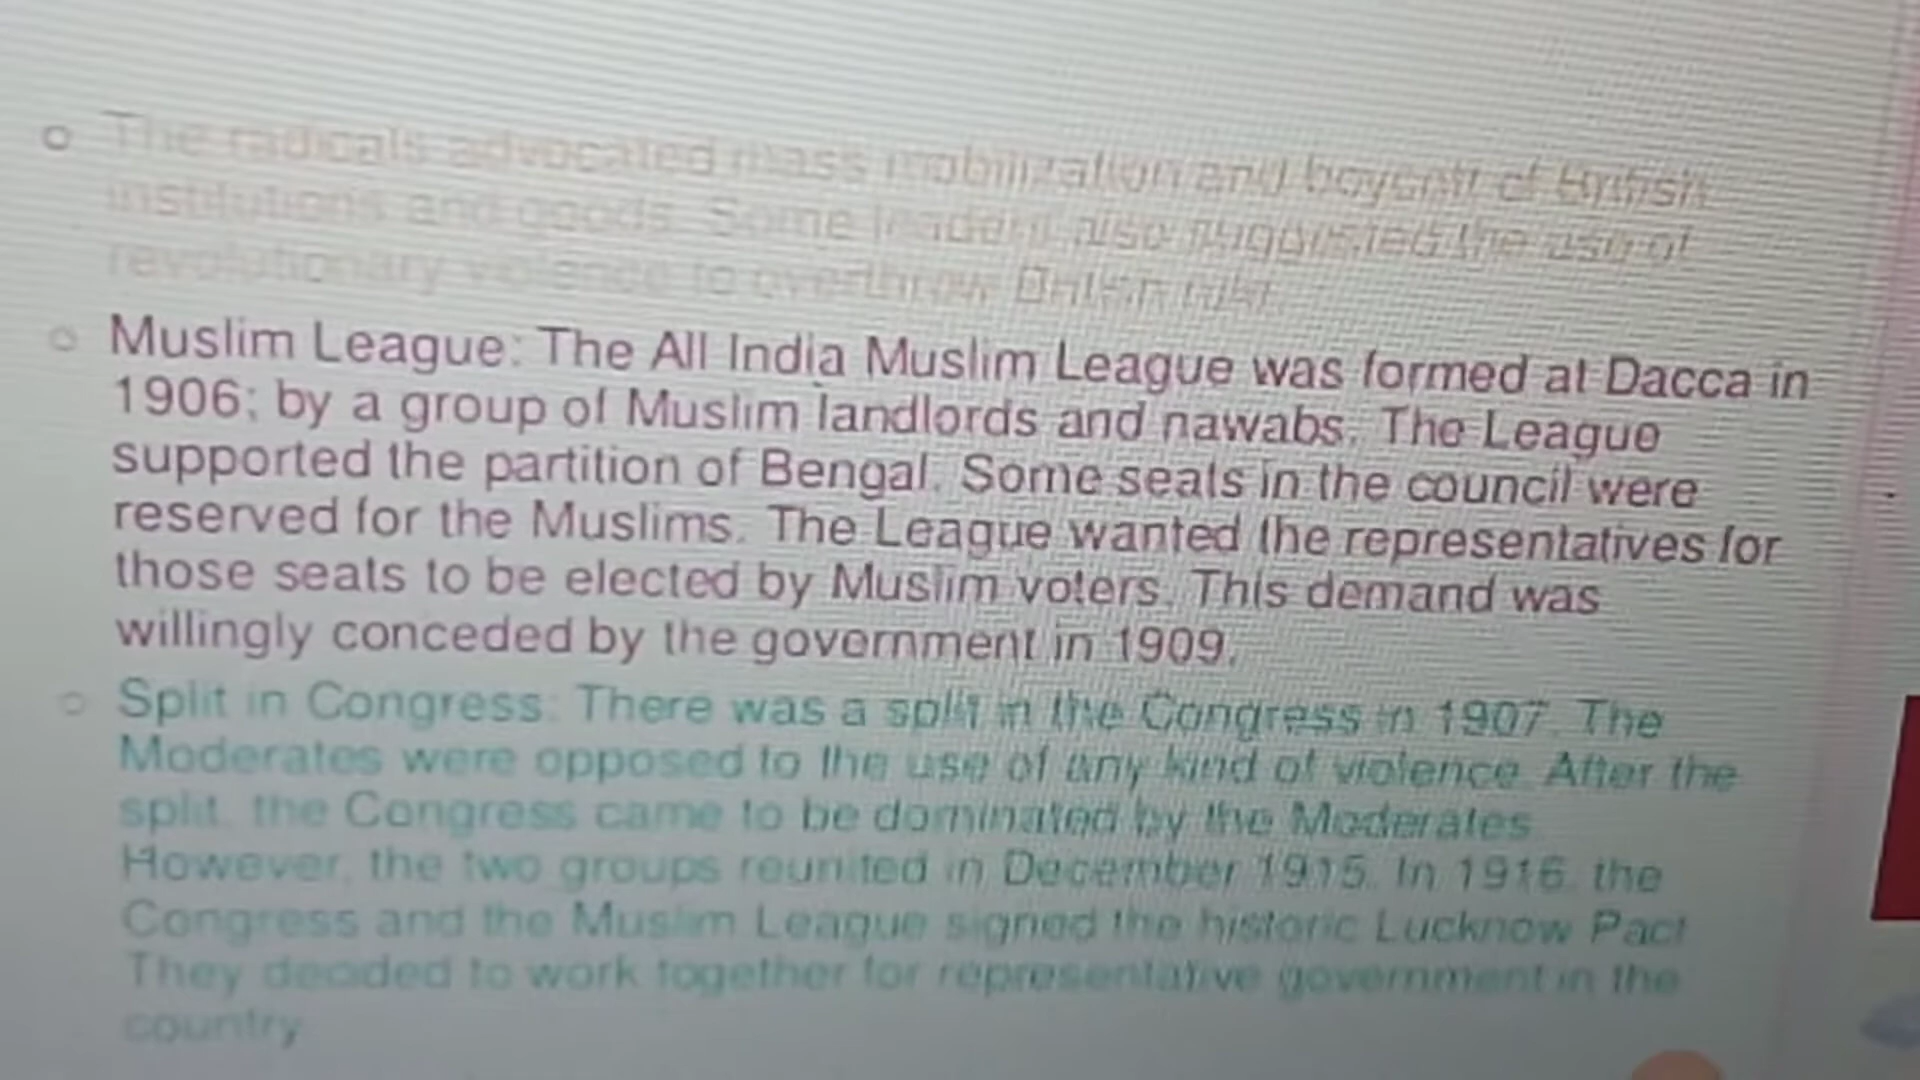 The radicals advocated mass mobilization and boycott of British
institutions and goods. Some leaders also suggested the use of
revolutionary violence to overthrow British rule.
Muslim League: The All India Muslim League was formed at Dacca in
1906; by a group of Muslim landlords and nawabs. The League
supported the partition of Bengal. Some seats in the council were
reserved for the Muslims. The League wanted the representatives for
those seats to be elected by Muslim voters. This demand was
willingly conceded by the government in 1909.
Split in Congress: There was a split in the Congress in 1907. The
Moderates were opposed to the use of any kind of violence. After the
split, the Congress came to be dominated by the Moderates.
However, the two groups reunited in December 1915. In 1916, the
Congress and the Muslim League signed the historic Lucknow Pact
They decided to work together for representative government in the
country